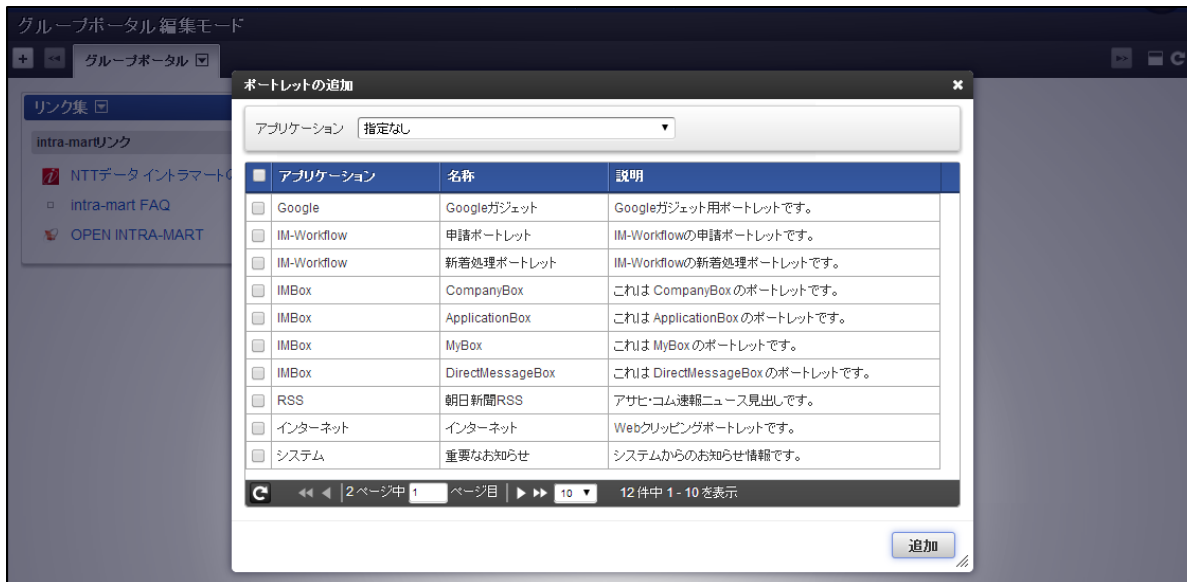 グループポータル 編集モード
グループポータル
ポートレットの追加
リンク集
アプリケーション 指定なし
intra-martリンク
NTTデータ イントラマートの
intra-mart FAQ
OPEN INTRA-MART
アプリケーション 名称 説明
Google Googleガジェット Googleガジェット用ポートレットです。
IM-Workflow 申請ポートレット IM-Workflowの申請ポートレットです。
IM-Workflow 新着処理ポートレット IM-Workflowの新着処理ポートレットです。
IMBox CompanyBox これは CompanyBox のポートレットです。
IMBox ApplicationBox これは ApplicationBox のポートレットです。
IMBox MyBox これは MyBox のポートレットです。
IMBox DirectMessageBox これは DirectMessageBox のポートレットです。
RSS 朝日新聞RSS アサヒ・コム速報ニュース見出しです。
インターネット インターネット Webクリッピングポートレットです。
システム 重要なお知らせ システムからのお知らせ情報です。
2 ページ中 1 ページ目 10 12 件中 1 - 10 を表示
追加